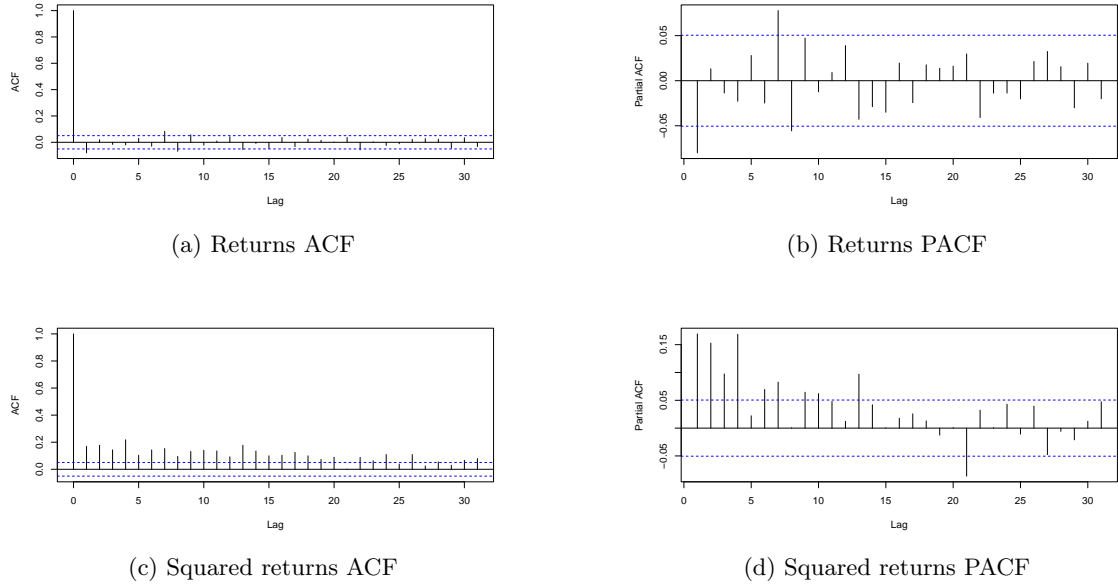 ACF
0.0 0.2 0.4 0.6 0.8 1.0
0 5 10 15 20 25 30
Lag
(a) Returns ACF
Partial ACF
−0.05 0.00 0.05
0 5 10 15 20 25 30
Lag
(b) Returns PACF
ACF
0.0 0.2 0.4 0.6 0.8 1.0
0 5 10 15 20 25 30
Lag
(c) Squared returns ACF
Partial ACF
−0.05 0.05 0.15
0 5 10 15 20 25 30
Lag
(d) Squared returns PACF